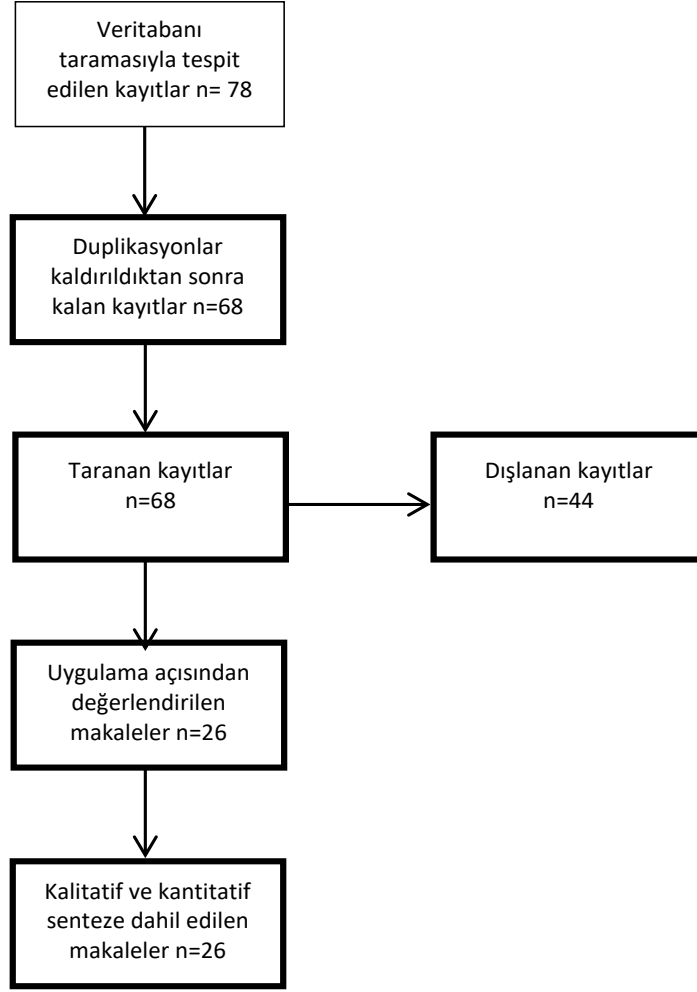 Veritabanı
taramasıyla tespit
edilen kayıtlar n= 78
Duplikasyonlar
kaldırıldıktan sonra
kalan kayıtlar n=68
Taranan kayıtlar
n=68
Dışlanan kayıtlar
n=44
Uygulama açısından
değerlendirilen
makaleler n=26
Kalitatif ve kantitatif
senteze dahil edilen
makaleler n=26